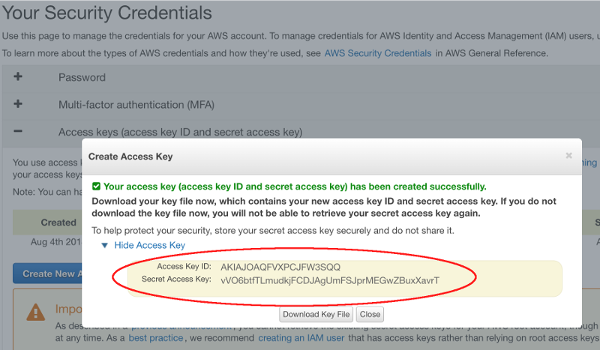 Your Security Credentials
Use this page to manage the credentials for your AWS account. To manage credentials for AWS Identity and Access Management (IAM) users,
To learn more about the types of AWS credentials and how they're used, see AWS Security Credentials in AWS General Reference.
+ Password
+ Multi-factor authentication (MFA)
− Access keys (access key ID and secret access key)
You use access
Note: You can ha
Created
Aug 4th 201
Create New A
Create Access Key
×
Your access key (access key ID and secret access key) has been created successfully.
Download your key file now, which contains your new access key ID and secret access key. If you do not
download the key file now, you will not be able to retrieve your secret access key again.
To help protect your security, store your secret access key securely and do not share it.
Hide Access Key
Access Key ID: AKIAJOAQFVXPCJFW3SQQ
Secret Access Key: vVO6btfTLmudkjFCDJAgUmFSJprMEGwZBuxXavrT
Download Key File Close
Impo
at any time. As a best practice, we recommend creating an IAM user that has access keys rather than relying on root access keys